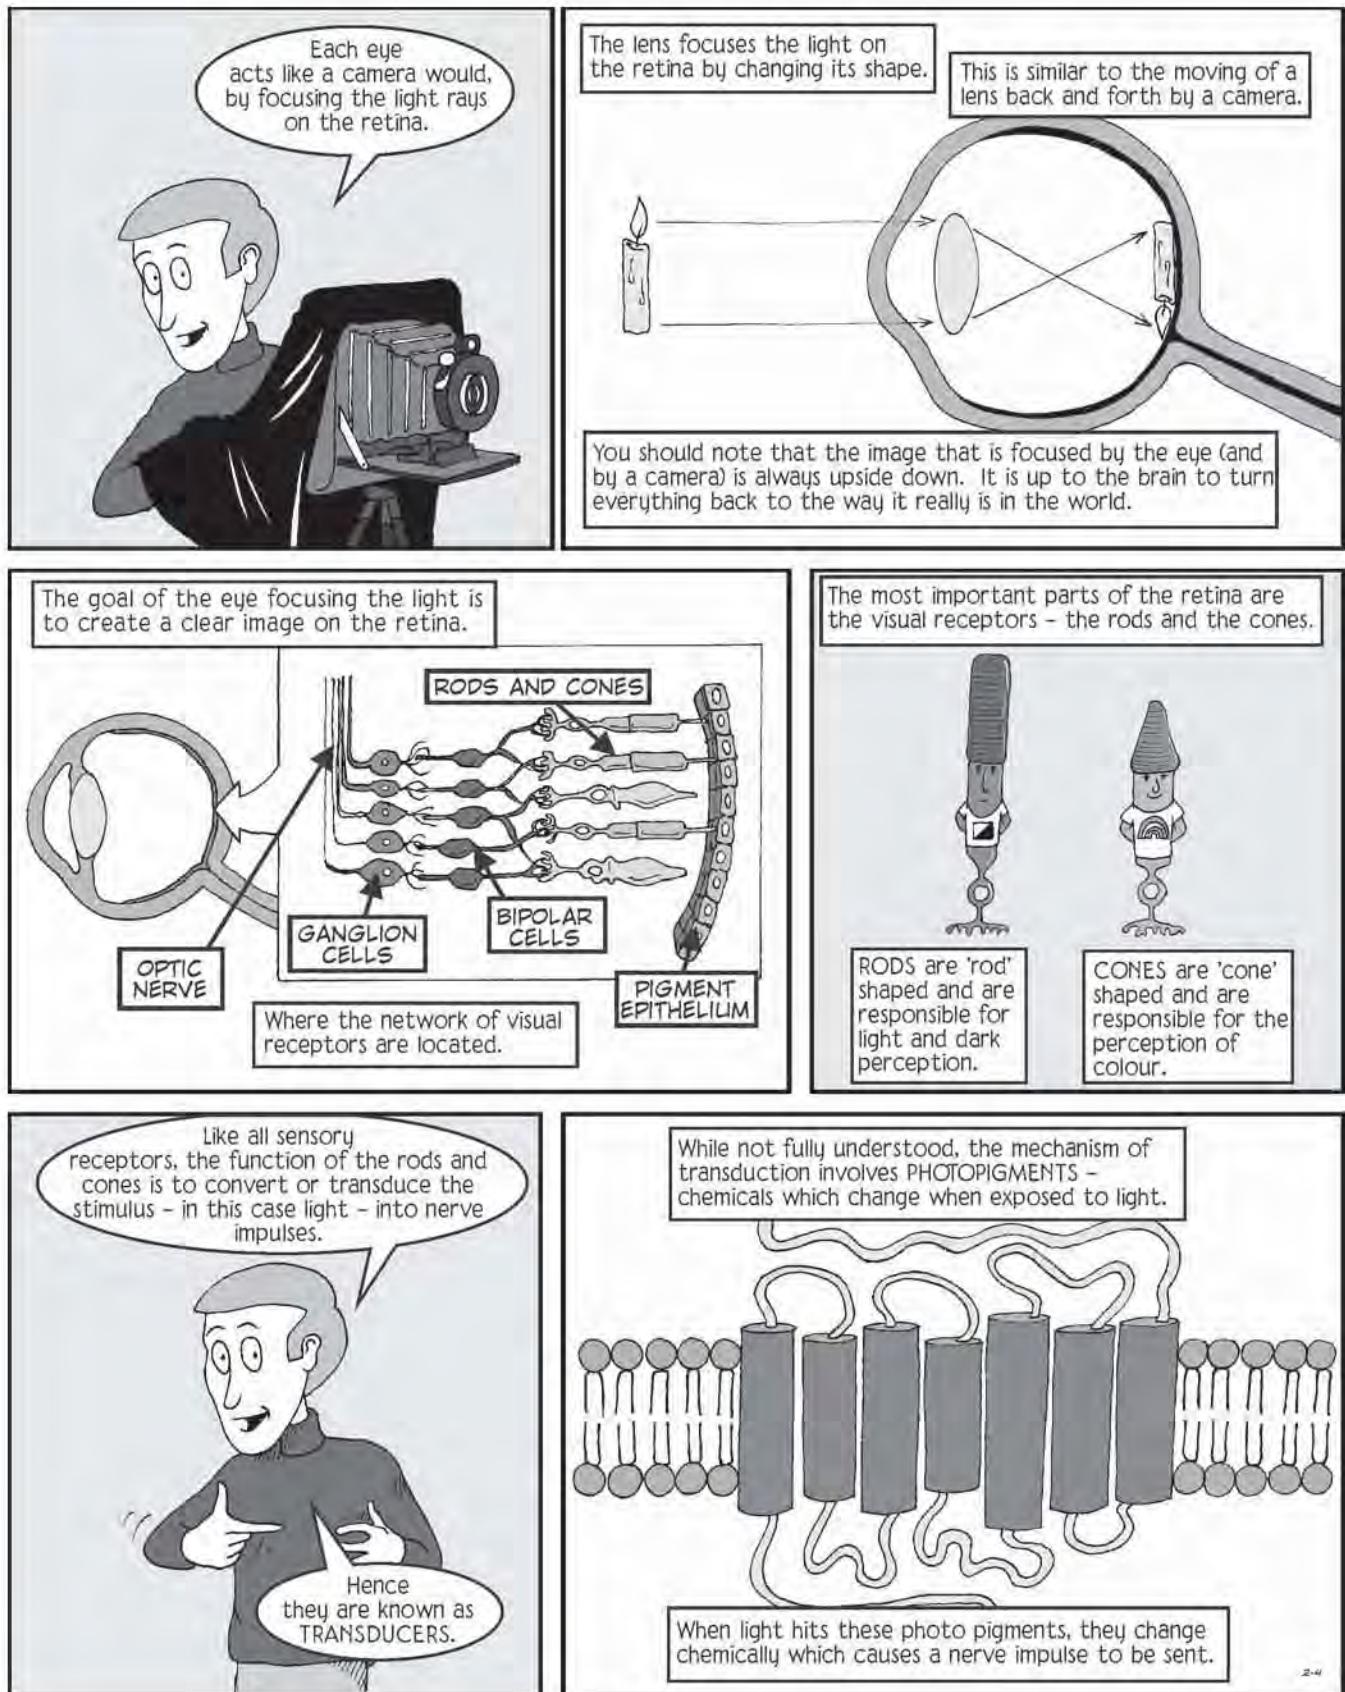 Each eye
acts like a camera would,
by focusing the light rays
on the retina.
The lens focuses the light on
the retina by changing its shape.
This is similar to the moving of a
lens back and forth by a camera.
You should note that the image that is focused by the eye (and
by a camera) is always upside down. It is up to the brain to turn
everything back to the way it really is in the world.
The goal of the eye focusing the light is
to create a clear image on the retina.
RODS AND CONES
GANGLION
CELLS
BIPOLAR
CELLS
OPTIC
NERVE
PIGMENT
EPITHELIUM
Where the network of visual
receptors are located.
The most important parts of the retina are
the visual receptors - the rods and the cones.
RODS are 'rod'
shaped and are
responsible for
light and dark
perception.
CONES are 'cone'
shaped and are
responsible for the
perception of
colour.
Like all sensory
receptors, the function of the rods and
cones is to convert or transduce the
stimulus - in this case light - into nerve
impulses.
Hence
they are known as
TRANSDUCERS.
While not fully understood, the mechanism of
transduction involves PHOTOPIGMENTS -
chemicals which change when exposed to light.
When light hits these photo pigments, they change
chemically which causes a nerve impulse to be sent.
2-4